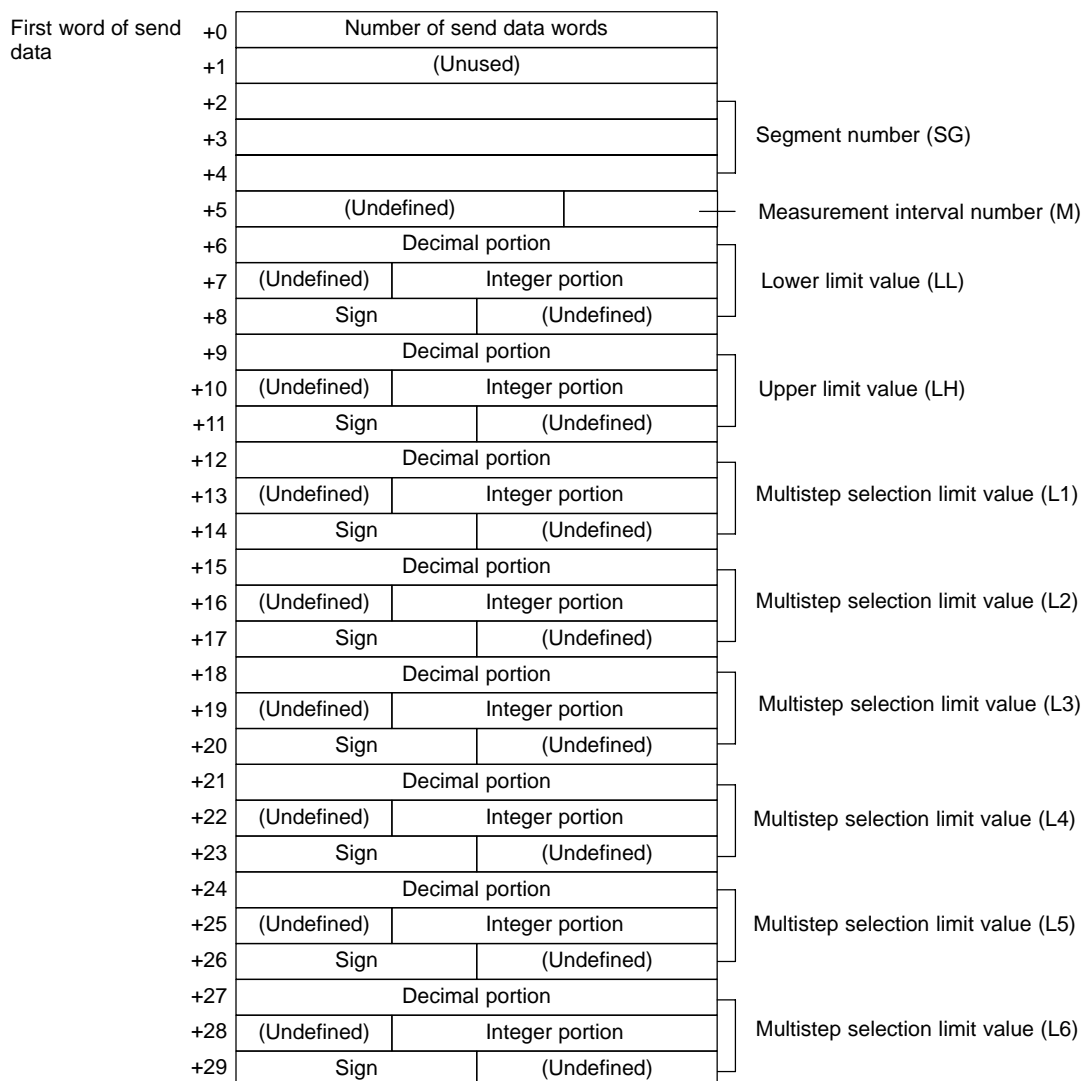 First word of send
data
+0 Number of send data words
+1 (Unused)
+2
+3 Segment number (SG)
+4
+5 (Undefined) Measurement interval number (M)
+6 Decimal portion
+7 (Undefined) Integer portion Lower limit value (LL)
+8 Sign (Undefined)
+9 Decimal portion
+10 (Undefined) Integer portion Upper limit value (LH)
+11 Sign (Undefined)
+12 Decimal portion
+13 (Undefined) Integer portion Multistep selection limit value (L1)
+14 Sign (Undefined)
+15 Decimal portion
+16 (Undefined) Integer portion Multistep selection limit value (L2)
+17 Sign (Undefined)
+18 Decimal portion
+19 (Undefined) Integer portion Multistep selection limit value (L3)
+20 Sign (Undefined)
+21 Decimal portion
+22 (Undefined) Integer portion Multistep selection limit value (L4)
+23 Sign (Undefined)
+24 Decimal portion
+25 (Undefined) Integer portion Multistep selection limit value (L5)
+26 Sign (Undefined)
+27 Decimal portion
+28 (Undefined) Integer portion Multistep selection limit value (L6)
+29 Sign (Undefined)